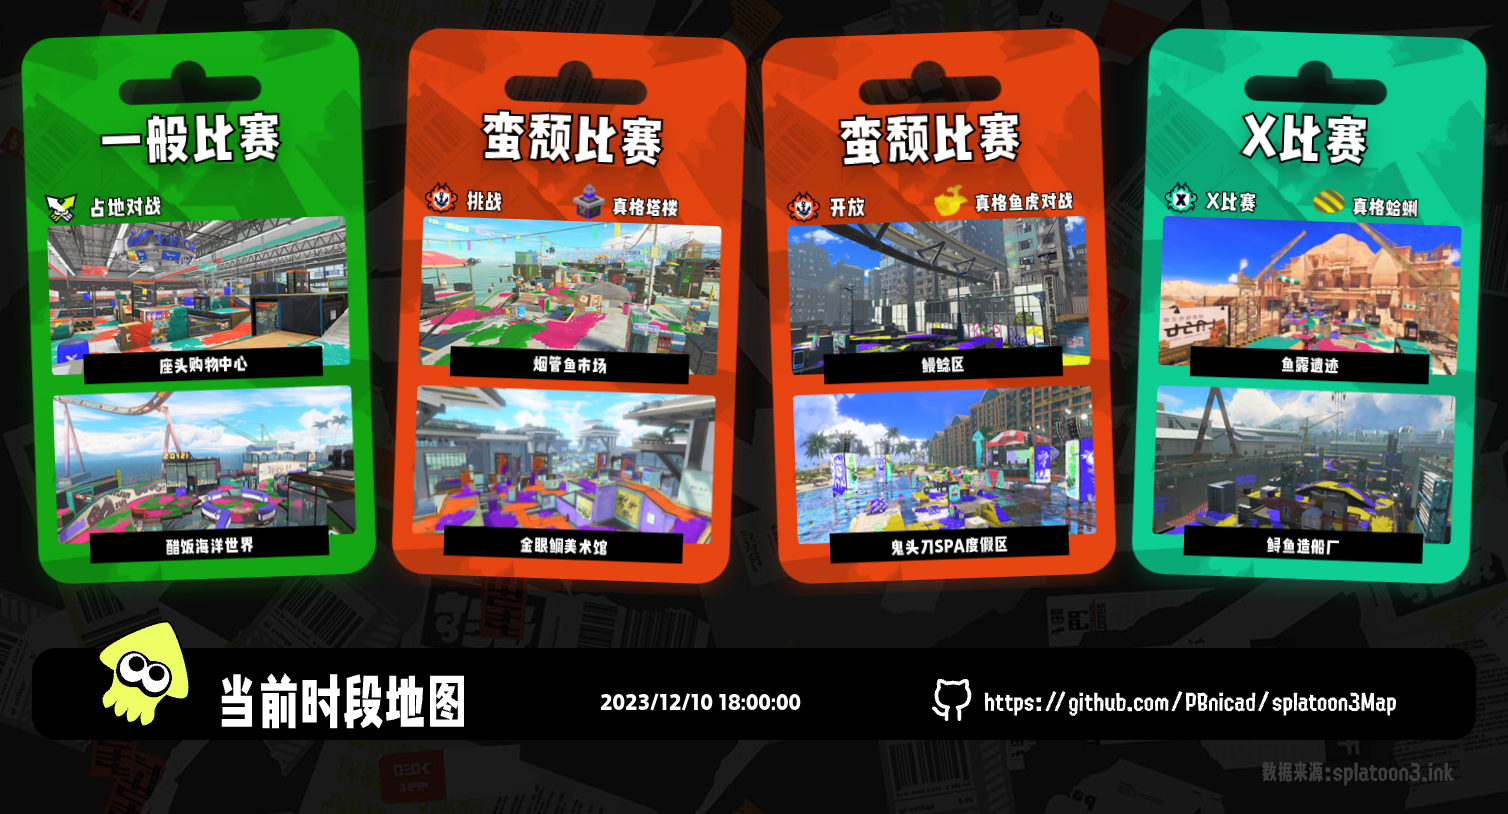 一般比赛
占地对战
座头购物中心
醋饭海洋世界
蛮颓比赛
挑战
真格塔楼
烟管鱼市场
金眼鲷美术馆
蛮颓比赛
开放
真格鱼虎对战
鳗鲶区
鬼头刀SPA度假区
X比赛
X比赛
真格蛤蜊
鱼露遗迹
鲟鱼造船厂
当前时段地图
2023/12/10 18:00:00
https://github.com/PBnicad/splatoon3Map
数据来源:splatoon3.ink